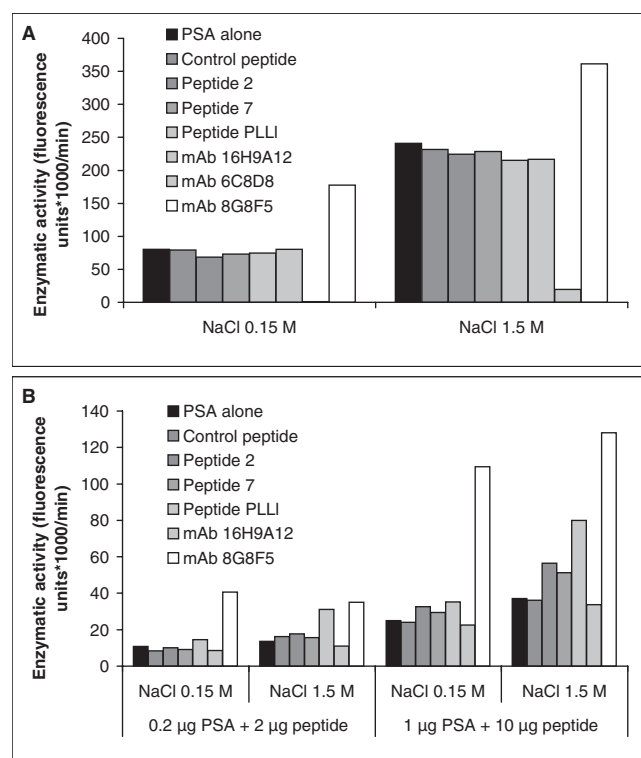 A
Enzymatic activity (fluorescence
units*1000/min)
400
350
300
250
200
150
100
50
0
PSA alone
Control peptide
Peptide 2
Peptide 7
Peptide PLLI
mAb 16H9A12
mAb 6C8D8
mAb 8G8F5
NaCl 0.15 M
NaCl 1.5 M
B
Enzymatic activity (fluorescence
units*1000/min)
140
120
100
80
60
40
20
0
PSA alone
Control peptide
Peptide 2
Peptide 7
Peptide PLLI
mAb 16H9A12
mAb 8G8F5
NaCl 0.15 M
NaCl 1.5 M
NaCl 0.15 M
NaCl 1.5 M
0.2 µg PSA + 2 µg peptide
1 µg PSA + 10 µg peptide